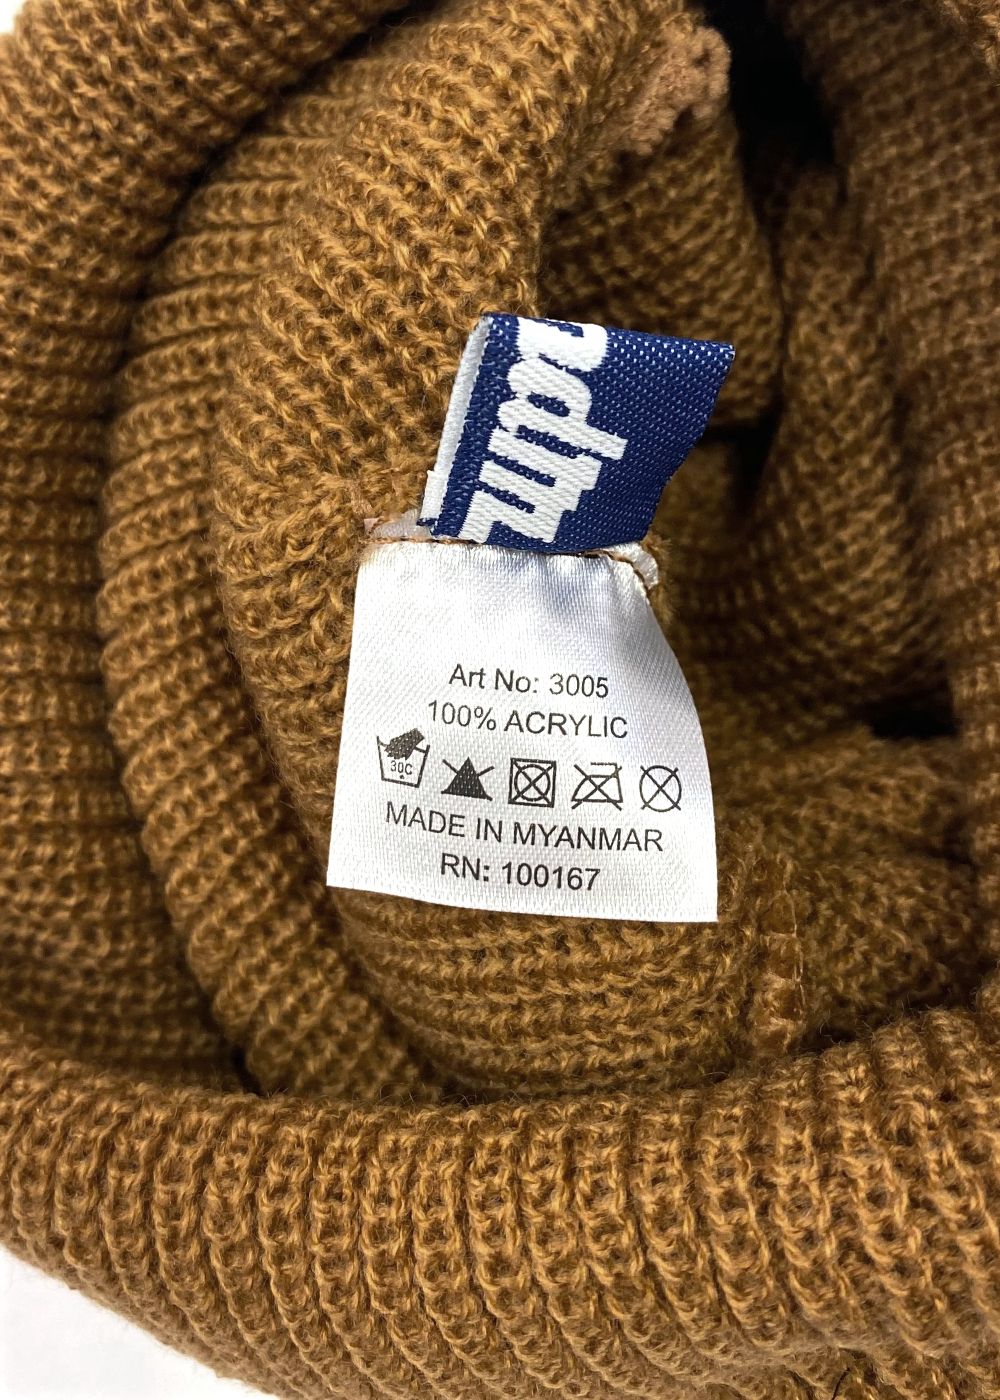 Art No: 3005
100% ACRYLIC
30C
MADE IN MYANMAR
RN: 100167